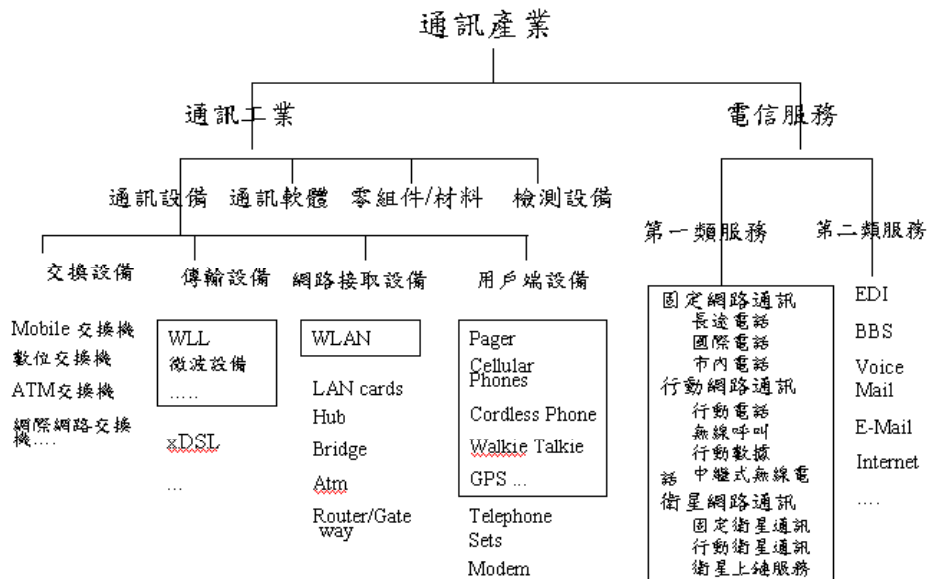 通訊產業
通訊工業
電信服務
通訊設備
通訊軟體
零組件/材料
檢測設備
第一類服務
第二類服務
交換設備
傳輸設備
網路接取設備
用戶端設備
Mobile 交換機
數位交換機
ATM交換機
網際網路交換
機....
WLL
微波設備
.....
xDSL
...
WLAN
LAN cards
Hub
Bridge
Atm
Router/Gate
way
Pager
Cellular
Phones
Cordless Phone
Walkie Talkie
GPS ...
Telephone
Sets
Modem
固定網路通訊
長途電話
國際電話
市內電話
行動網路通訊
行動電話
無線呼叫
行動數據
話 中繼式無線電
衛星網路通訊
固定衛星通訊
行動衛星通訊
衛星上鏈服務
EDI
BBS
Voice
Mail
E-Mail
Internet
....